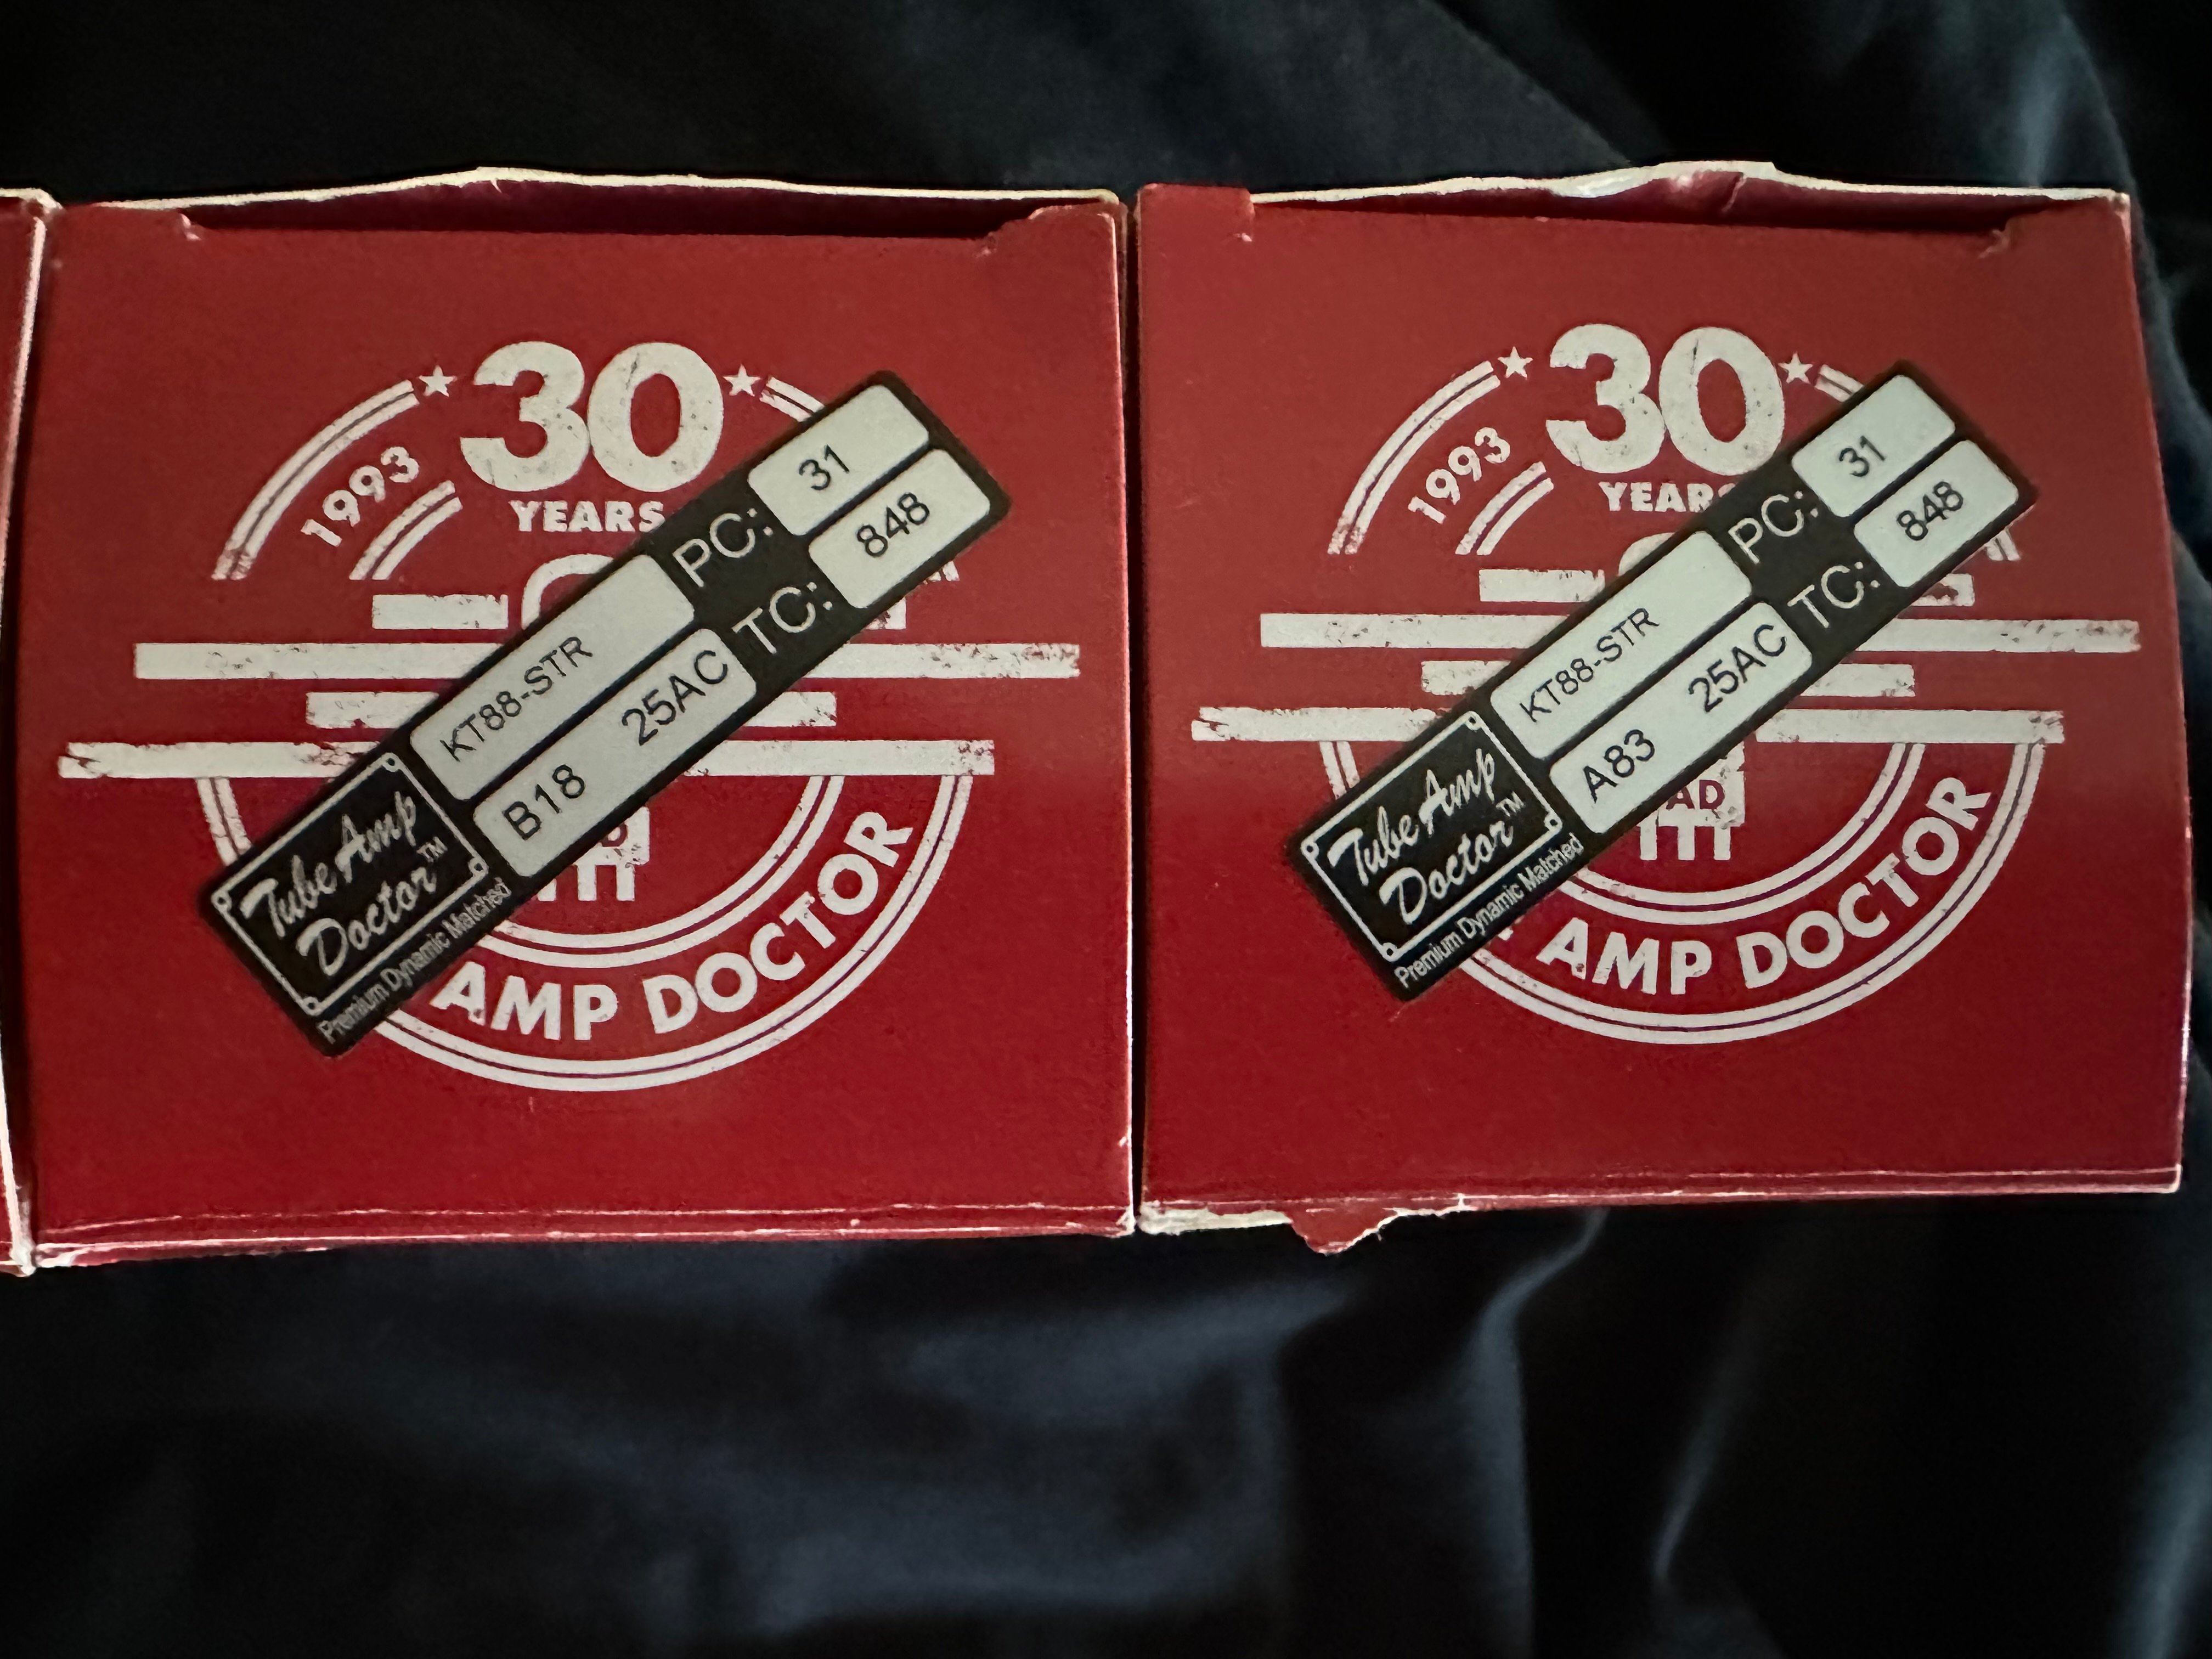 1993
30
YEARS
PC: 31
TC: 848
KT88-STR
B18 25AC
Tube Amp
Doctor™
Premium Dynamic Matched
AMP DOCTOR
1993
30
YEARS
PC: 31
TC: 848
KT88-STR
A83 25AC
Tube Amp
Doctor™
Premium Dynamic Matched
AMP DOCTOR